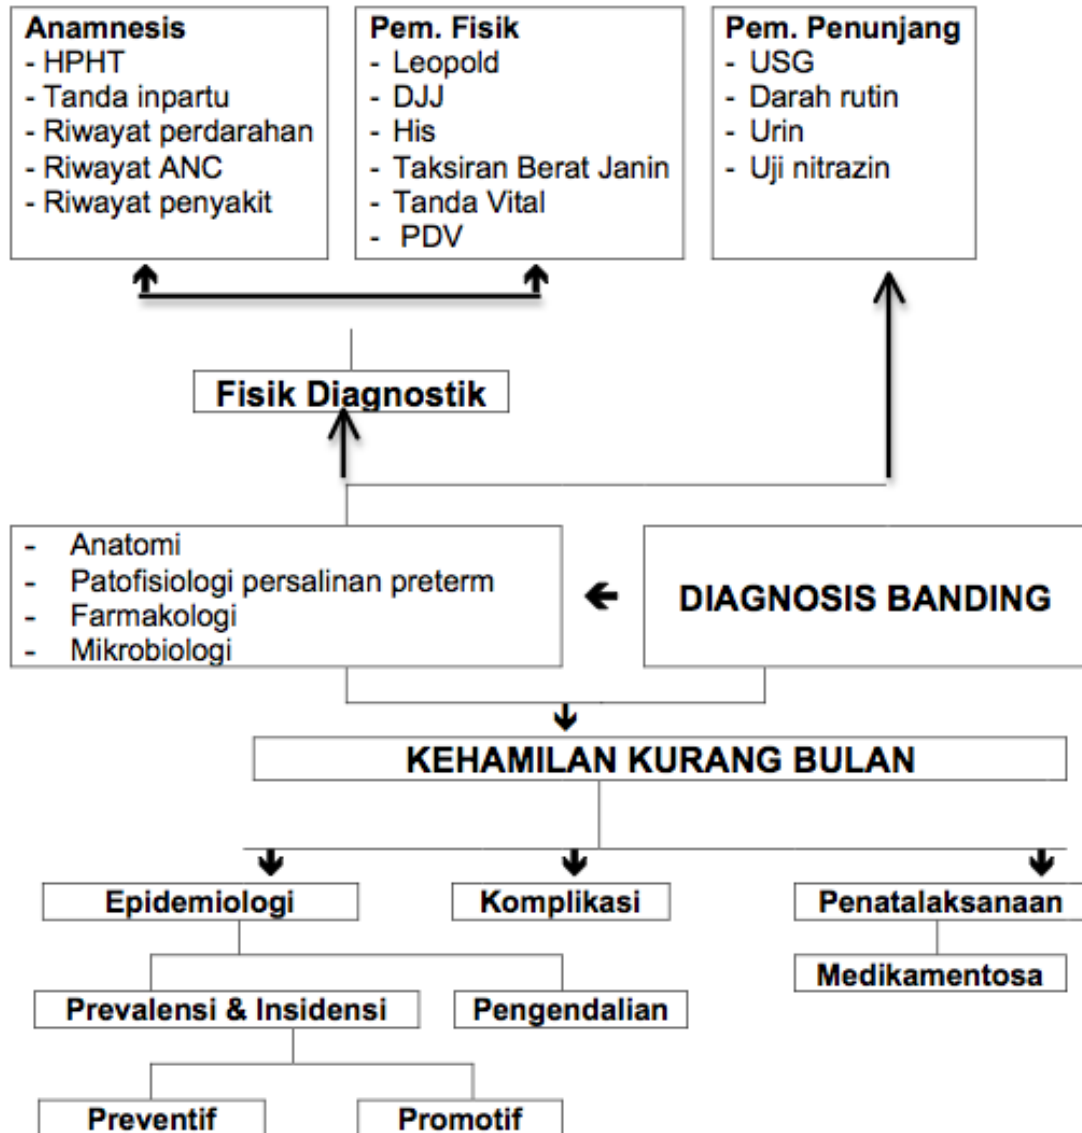 Anamnesis
- HPHT
- Tanda inpartu
- Riwayat perdarahan
- Riwayat ANC
- Riwayat penyakit
Pem. Fisik
- Leopold
- DJJ
- His
- Taksiran Berat Janin
- Tanda Vital
- PDV
Pem. Penunjang
- USG
- Darah rutin
- Urin
- Uji nitrazin
Fisik Diagnostik
- Anatomi
- Patofisiologi persalinan preterm
- Farmakologi
- Mikrobiologi
DIAGNOSIS BANDING
KEHAMILAN KURANG BULAN
Epidemiologi
Komplikasi
Penatalaksanaan
Medikamentosa
Prevalensi & Insidensi
Pengendalian
Preventif
Promotif